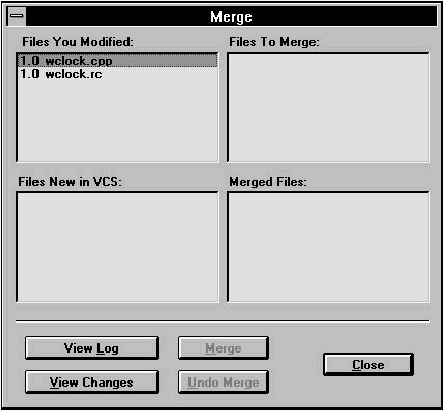 Merge
Files You Modified:
Files To Merge:
1.0 wclock.cpp
1.0 wclock.rc
Files New in VCS:
Merged Files:
View Log
Merge
Close
View Changes
Undo Merge